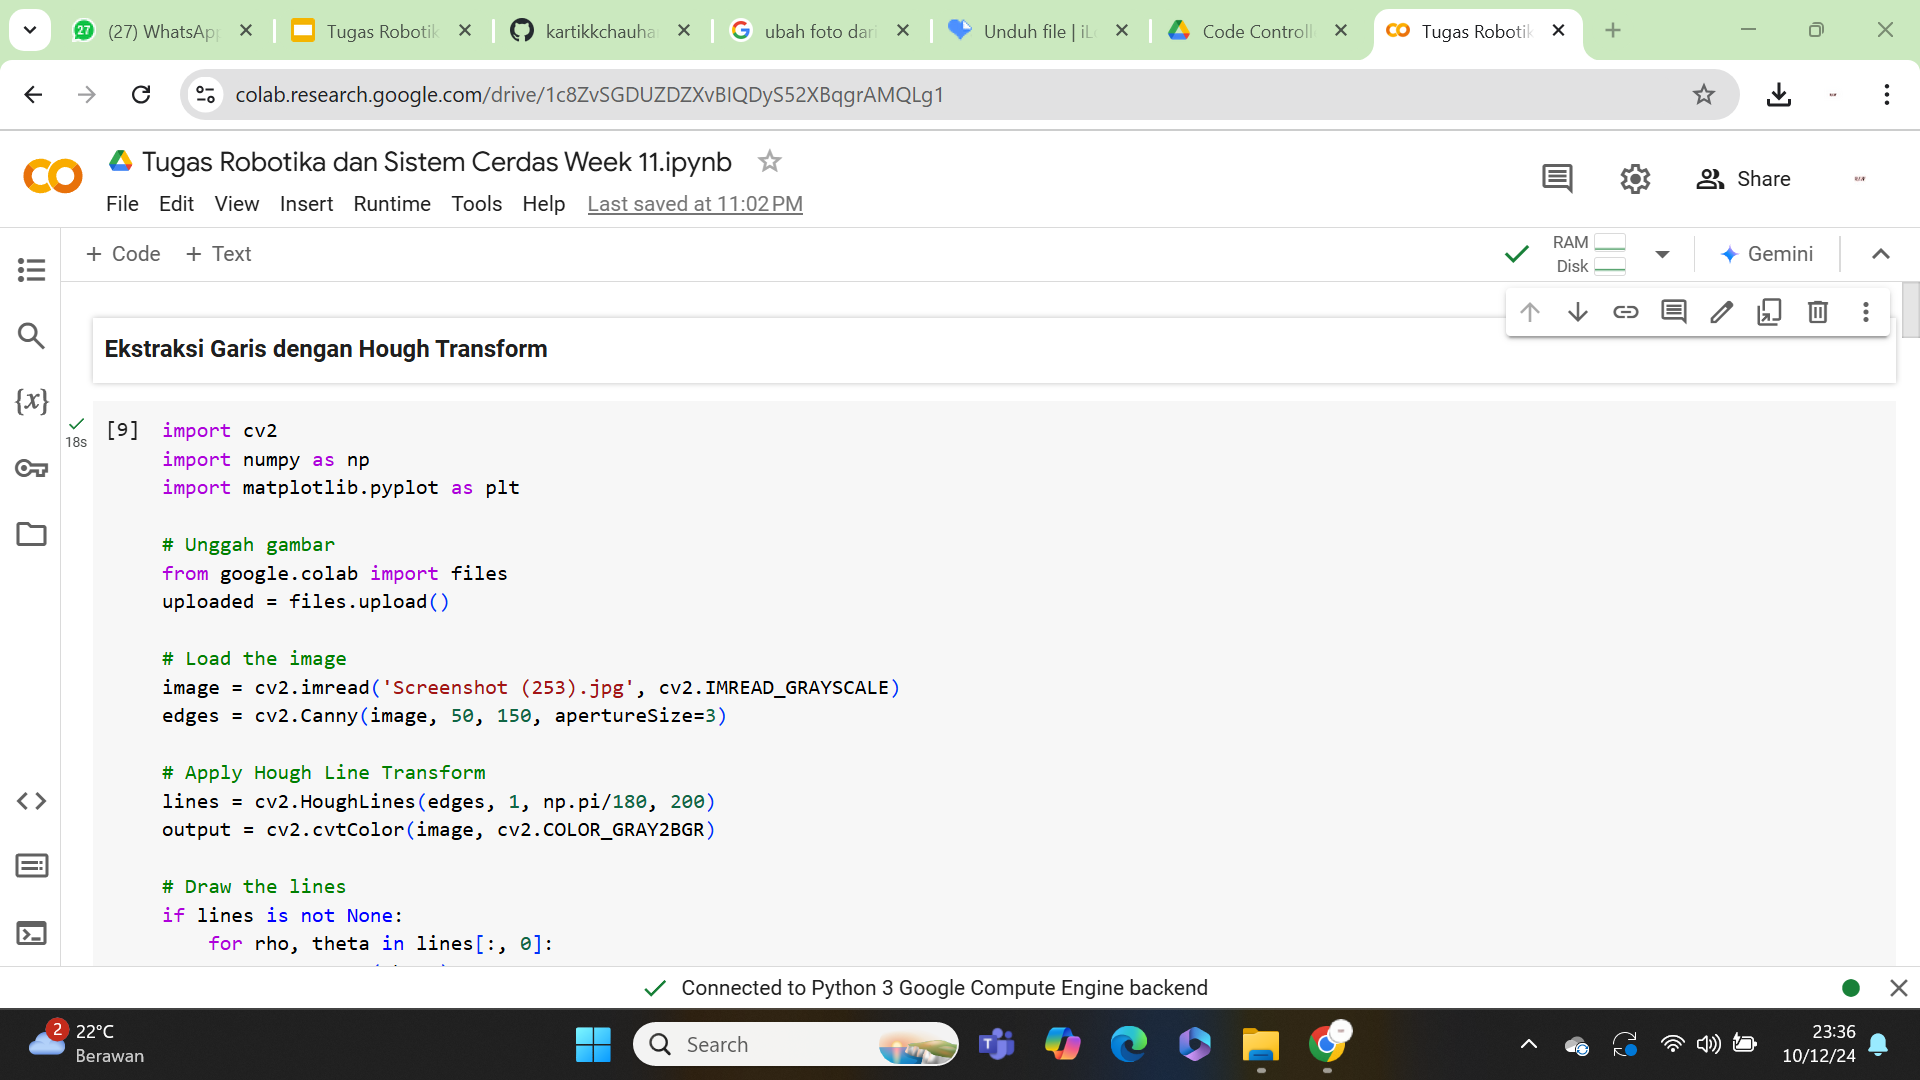 27
(27) WhatsApp
Tugas Robotik
kartikkchauha
ubah foto dari
Unduh file | iL
Code Controll
Tugas Robotik
colab.research.google.com/drive/1c8ZvSGDUZDZXvBIQDyS52XBqgrAMQLg1
Tugas Robotika dan Sistem Cerdas Week 11.ipynb
Share
File Edit View Insert Runtime Tools Help Last saved at 11:02 PM
+ Code + Text
RAM
Disk
Gemini
Ekstraksi Garis dengan Hough Transform
{x}
18s
[9] import cv2
import numpy as np
import matplotlib.pyplot as plt
# Unggah gambar
from google.colab import files
uploaded = files.upload()
# Load the image
image = cv2.imread('Screenshot (253).jpg', cv2.IMREAD_GRAYSCALE)
edges = cv2.Canny(image, 50, 150, apertureSize=3)
# Apply Hough Line Transform
lines = cv2.HoughLines(edges, 1, np.pi/180, 200)
output = cv2.cvtColor(image, cv2.COLOR_GRAY2BGR)
# Draw the lines
if lines is not None:
for rho, theta in lines[:, 0]:
Connected to Python 3 Google Compute Engine backend
2
22°C
Berawan
Search
23:36
10/12/24